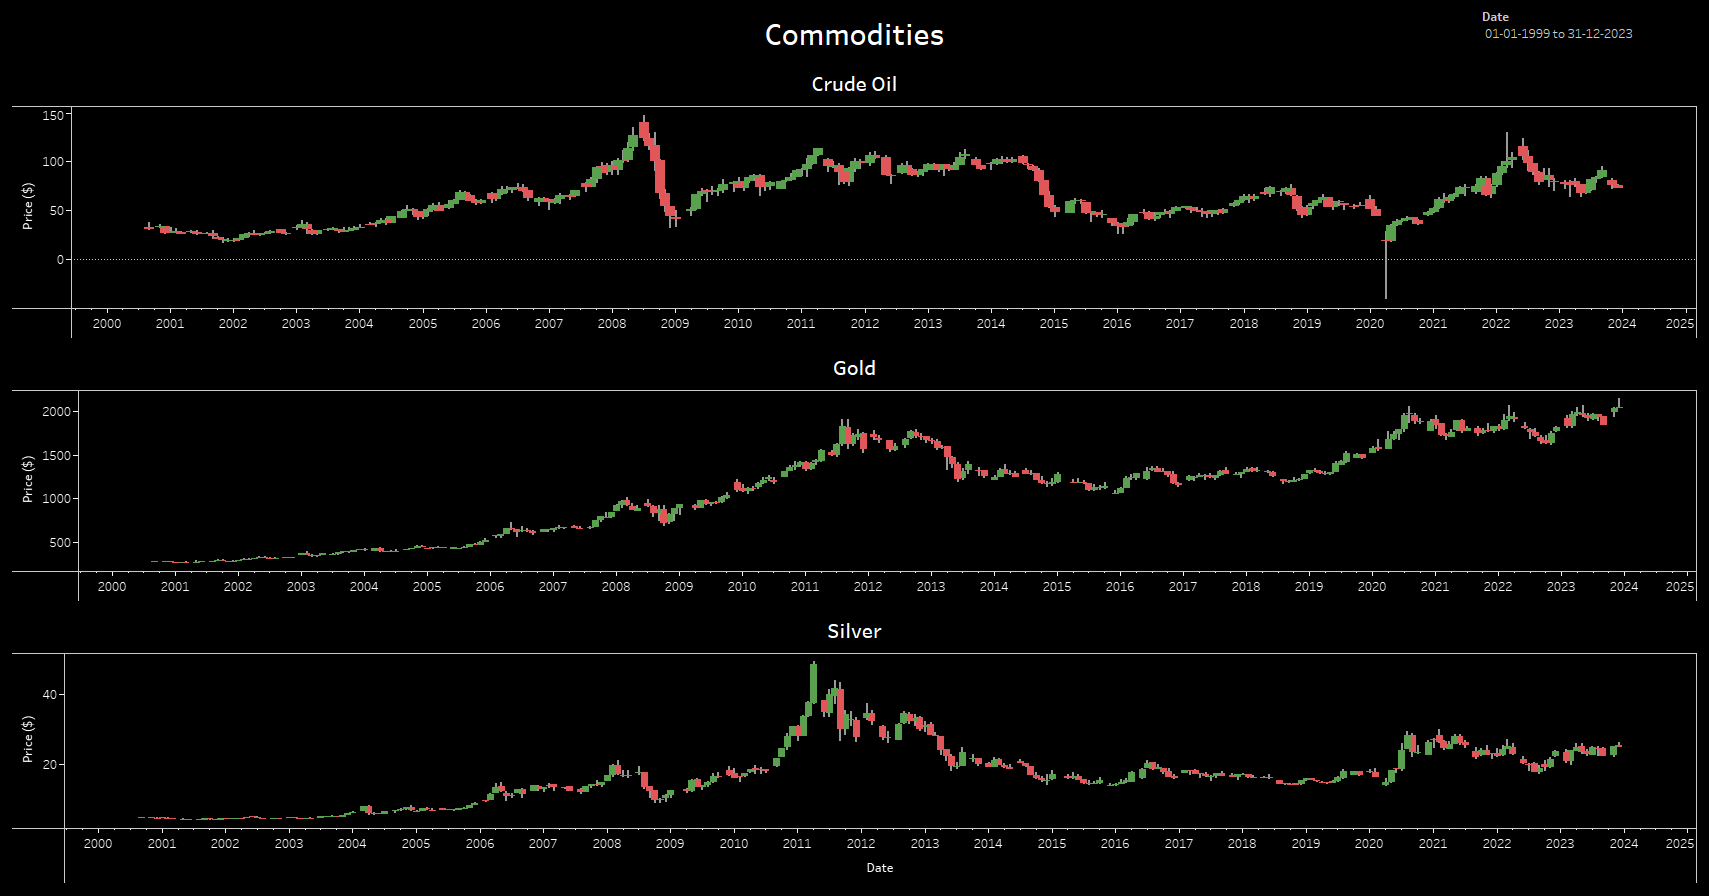 Commodities
Date
01-01-1999 to 31-12-2023
Crude Oil
Price ($)
150
100
50
0
2000 2001 2002 2003 2004 2005 2006 2007 2008 2009 2010 2011 2012 2013 2014 2015 2016 2017 2018 2019 2020 2021 2022 2023 2024 2025
Gold
Price ($)
2000
1500
1000
500
2000 2001 2002 2003 2004 2005 2006 2007 2008 2009 2010 2011 2012 2013 2014 2015 2016 2017 2018 2019 2020 2021 2022 2023 2024 2025
Silver
Price ($)
40
20
2000 2001 2002 2003 2004 2005 2006 2007 2008 2009 2010 2011 2012 2013 2014 2015 2016 2017 2018 2019 2020 2021 2022 2023 2024 2025
Date